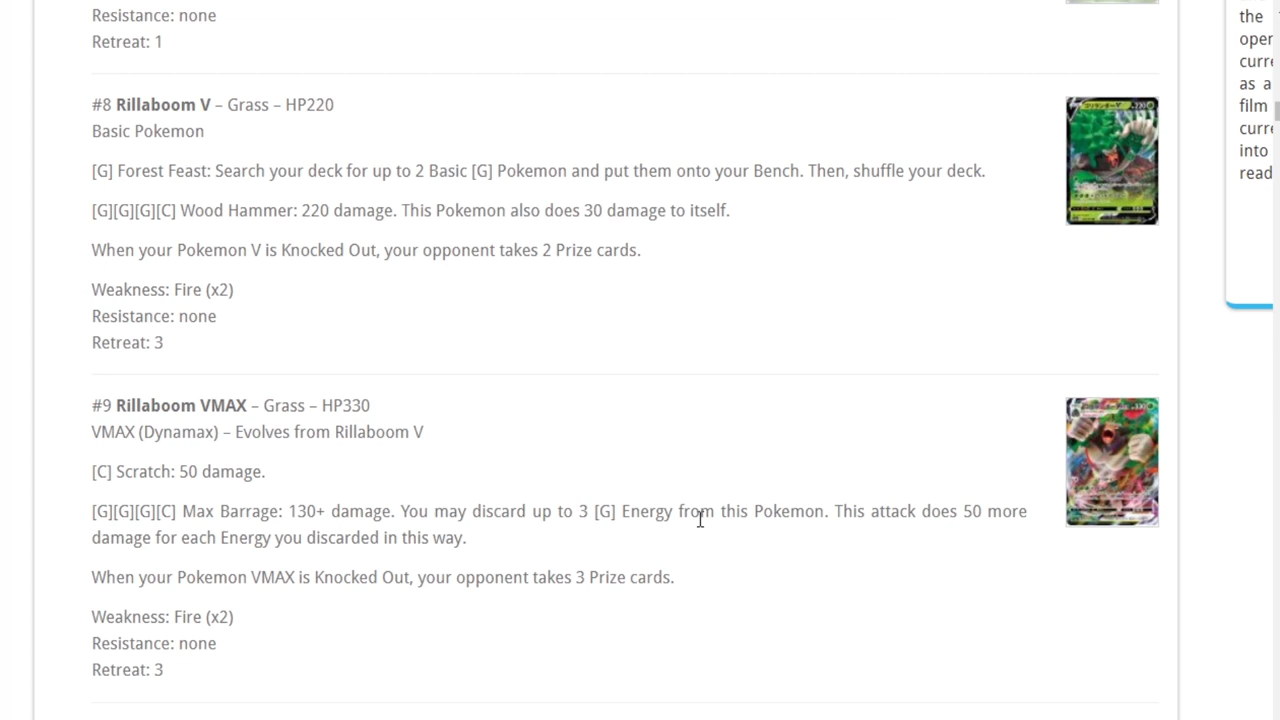 Resistance: none
Retreat: 1
#8 Rillaboom V – Grass – HP220
Basic Pokemon
[G] Forest Feast: Search your deck for up to 2 Basic [G] Pokemon and put them onto your Bench. Then, shuffle your deck.
[G][G][G][C] Wood Hammer: 220 damage. This Pokemon also does 30 damage to itself.
When your Pokemon V is Knocked Out, your opponent takes 2 Prize cards.
Weakness: Fire (x2)
Resistance: none
Retreat: 3
#9 Rillaboom VMAX – Grass – HP330
VMAX (Dynamax) – Evolves from Rillaboom V
[C] Scratch: 50 damage.
[G][G][G][C] Max Barrage: 130+ damage. You may discard up to 3 [G] Energy from this Pokemon. This attack does 50 more
damage for each Energy you discarded in this way.
When your Pokemon VMAX is Knocked Out, your opponent takes 3 Prize cards.
Weakness: Fire (x2)
Resistance: none
Retreat: 3
the
oper
curre
as a
film
curre
into
read